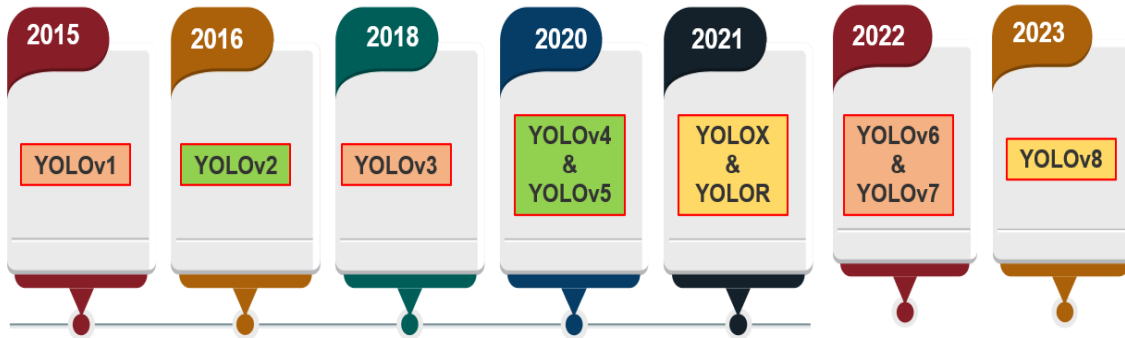 2015
2016
2018
2020
2021
2022
2023
YOLOv1
YOLOv2
YOLOv3
YOLOv4
&
YOLOv5
YOLOX
&
YOLOR
YOLOv6
&
YOLOv7
YOLOv8